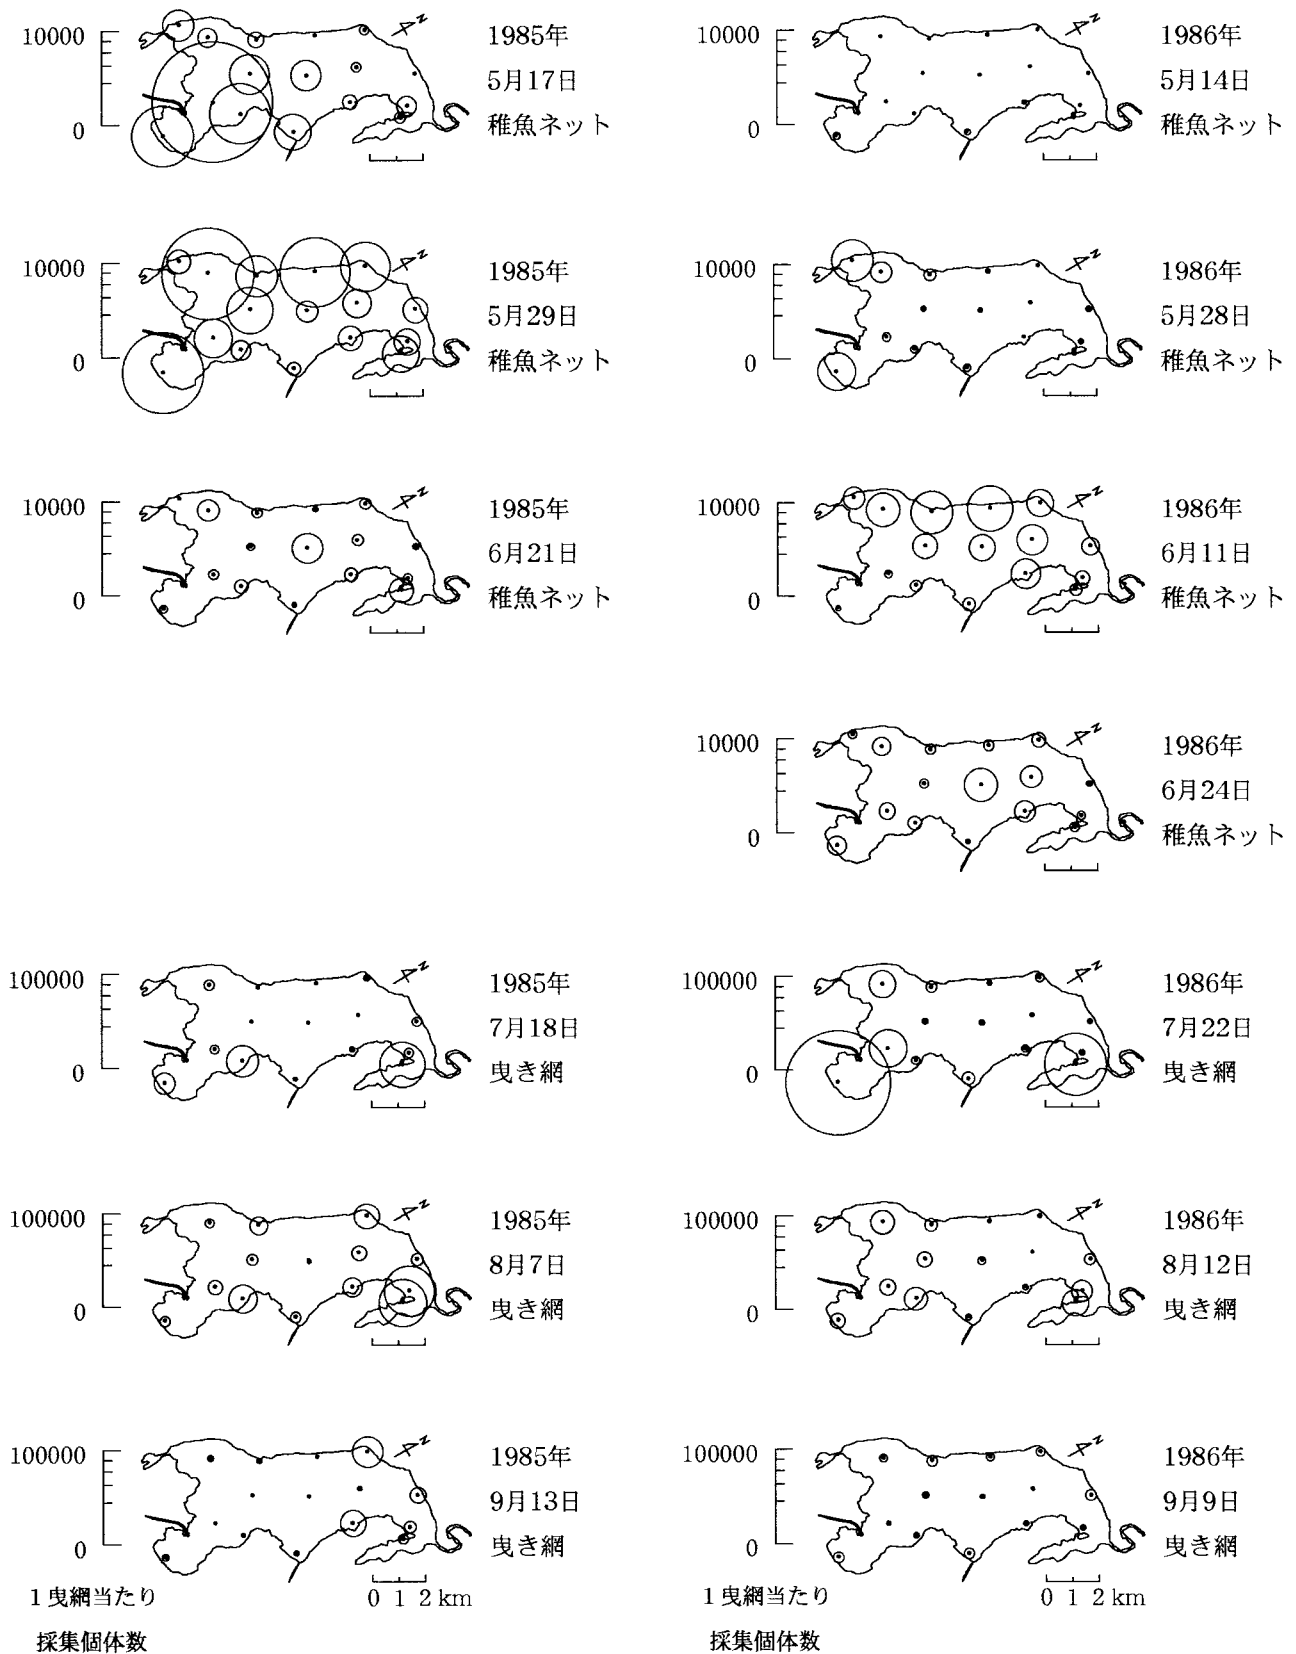 10000
0
Z
1985年
5月17日
稚魚ネット
10000
0
Z
1986年
5月14日
稚魚ネット
10000
0
Z
1985年
5月29日
稚魚ネット
10000
0
Z
1986年
5月28日
稚魚ネット
10000
0
Z
1985年
6月21日
稚魚ネット
10000
0
Z
1986年
6月11日
稚魚ネット
10000
0
Z
1986年
6月24日
稚魚ネット
100000
0
Z
1985年
7月18日
曳き網
100000
0
Z
1986年
7月22日
曳き網
100000
0
Z
1985年
8月7日
曳き網
100000
0
Z
1986年
8月12日
曳き網
100000
0
Z
1985年
9月13日
曳き網
0 1 2 km
1曳網当たり
採集個体数
100000
0
Z
1986年
9月9日
曳き網
0 1 2 km
1曳網当たり
採集個体数